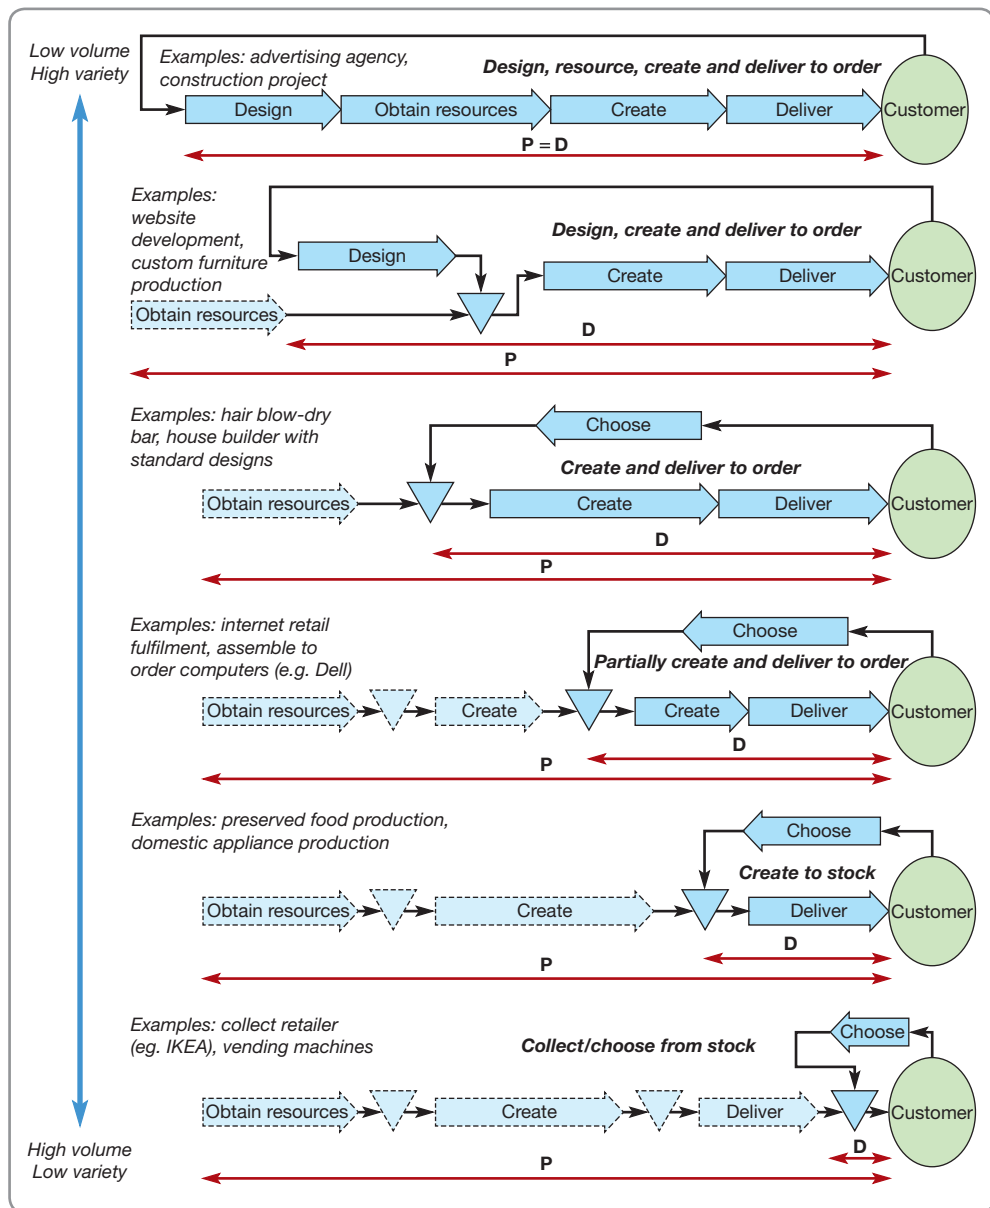 Low volume
High variety
Examples: advertising agency,
construction project
Design, resource, create and deliver to order
Design
Obtain resources
Create
Deliver
Customer
P = D
Examples:
website
development,
custom furniture
production
Design, create and deliver to order
Design
Create
Deliver
Customer
Obtain resources
D
P
Examples: hair blow-dry
bar, house builder with
standard designs
Choose
Create and deliver to order
Obtain resources
Create
Deliver
Customer
D
P
Examples: internet retail
fulfilment, assemble to
order computers (e.g. Dell)
Choose
Partially create and deliver to order
Obtain resources
Create
Create
Deliver
Customer
D
P
Examples: preserved food production,
domestic appliance production
Choose
Create to stock
Obtain resources
Create
Deliver
Customer
D
P
Examples: collect retailer
(eg. IKEA), vending machines
Collect/choose from stock
Choose
Obtain resources
Create
Deliver
Customer
D
P
High volume
Low variety